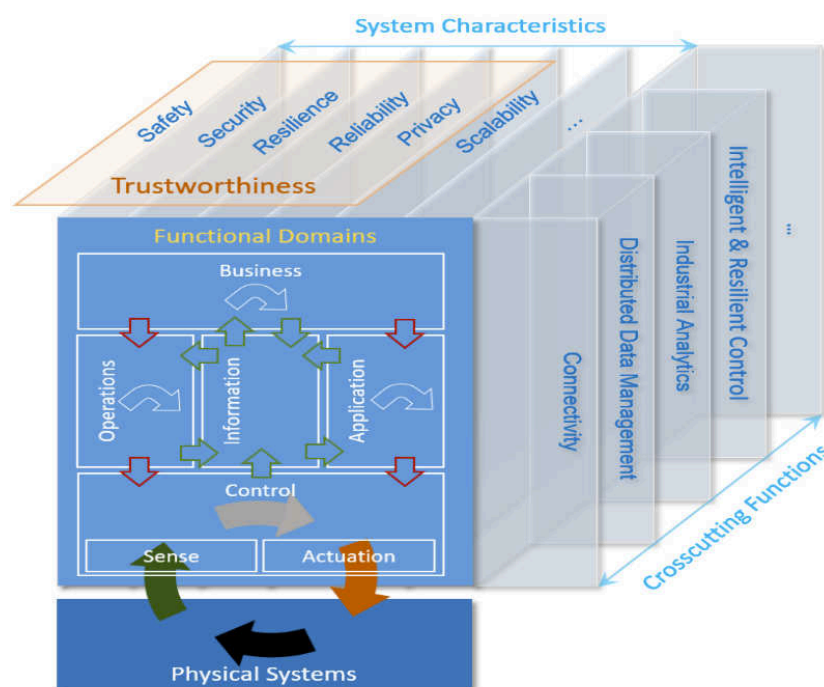 System Characteristics
Safety
Security
Resilience
Reliability
Privacy
Scalability
...
Trustworthiness
Functional Domains
Business
Operations
Information
Application
Control
Sense
Actuation
Physical Systems
Connectivity
Distributed Data Management
Industrial Analytics
Intelligent & Resilient Control
...
Crosscutting Functions